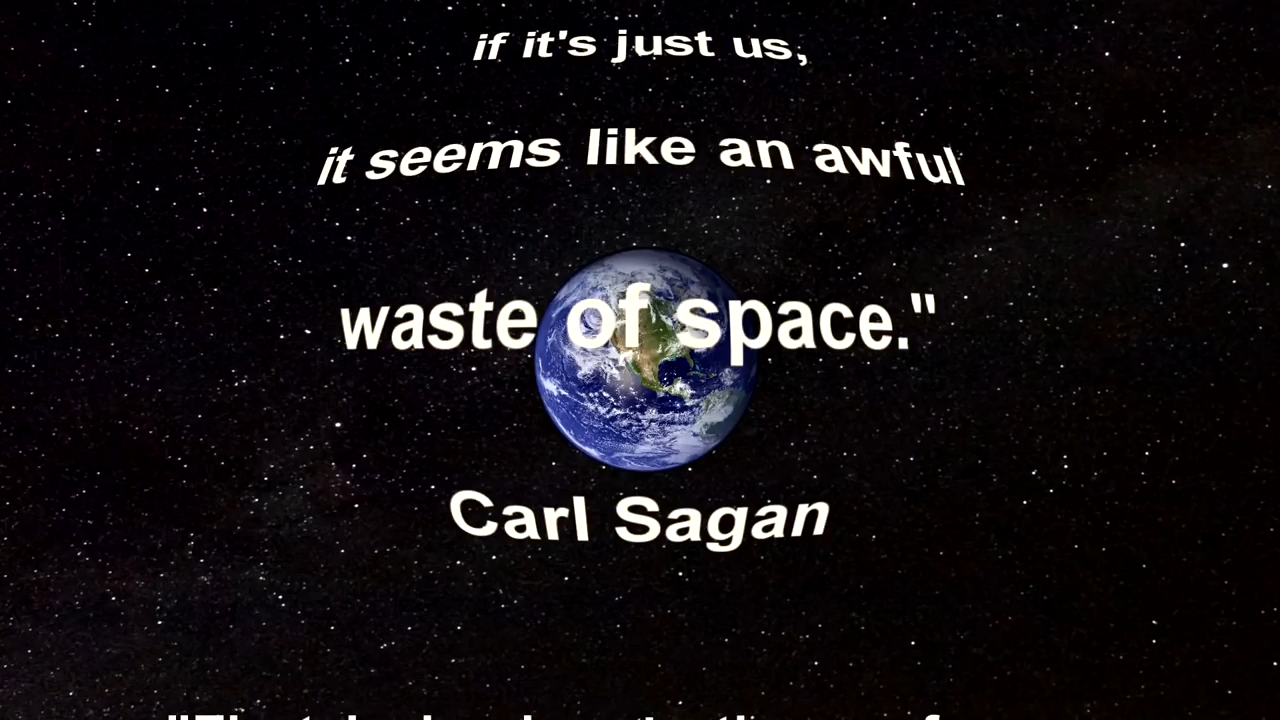 if it's just us,
it seems like an awful
waste of space."
Carl Sagan